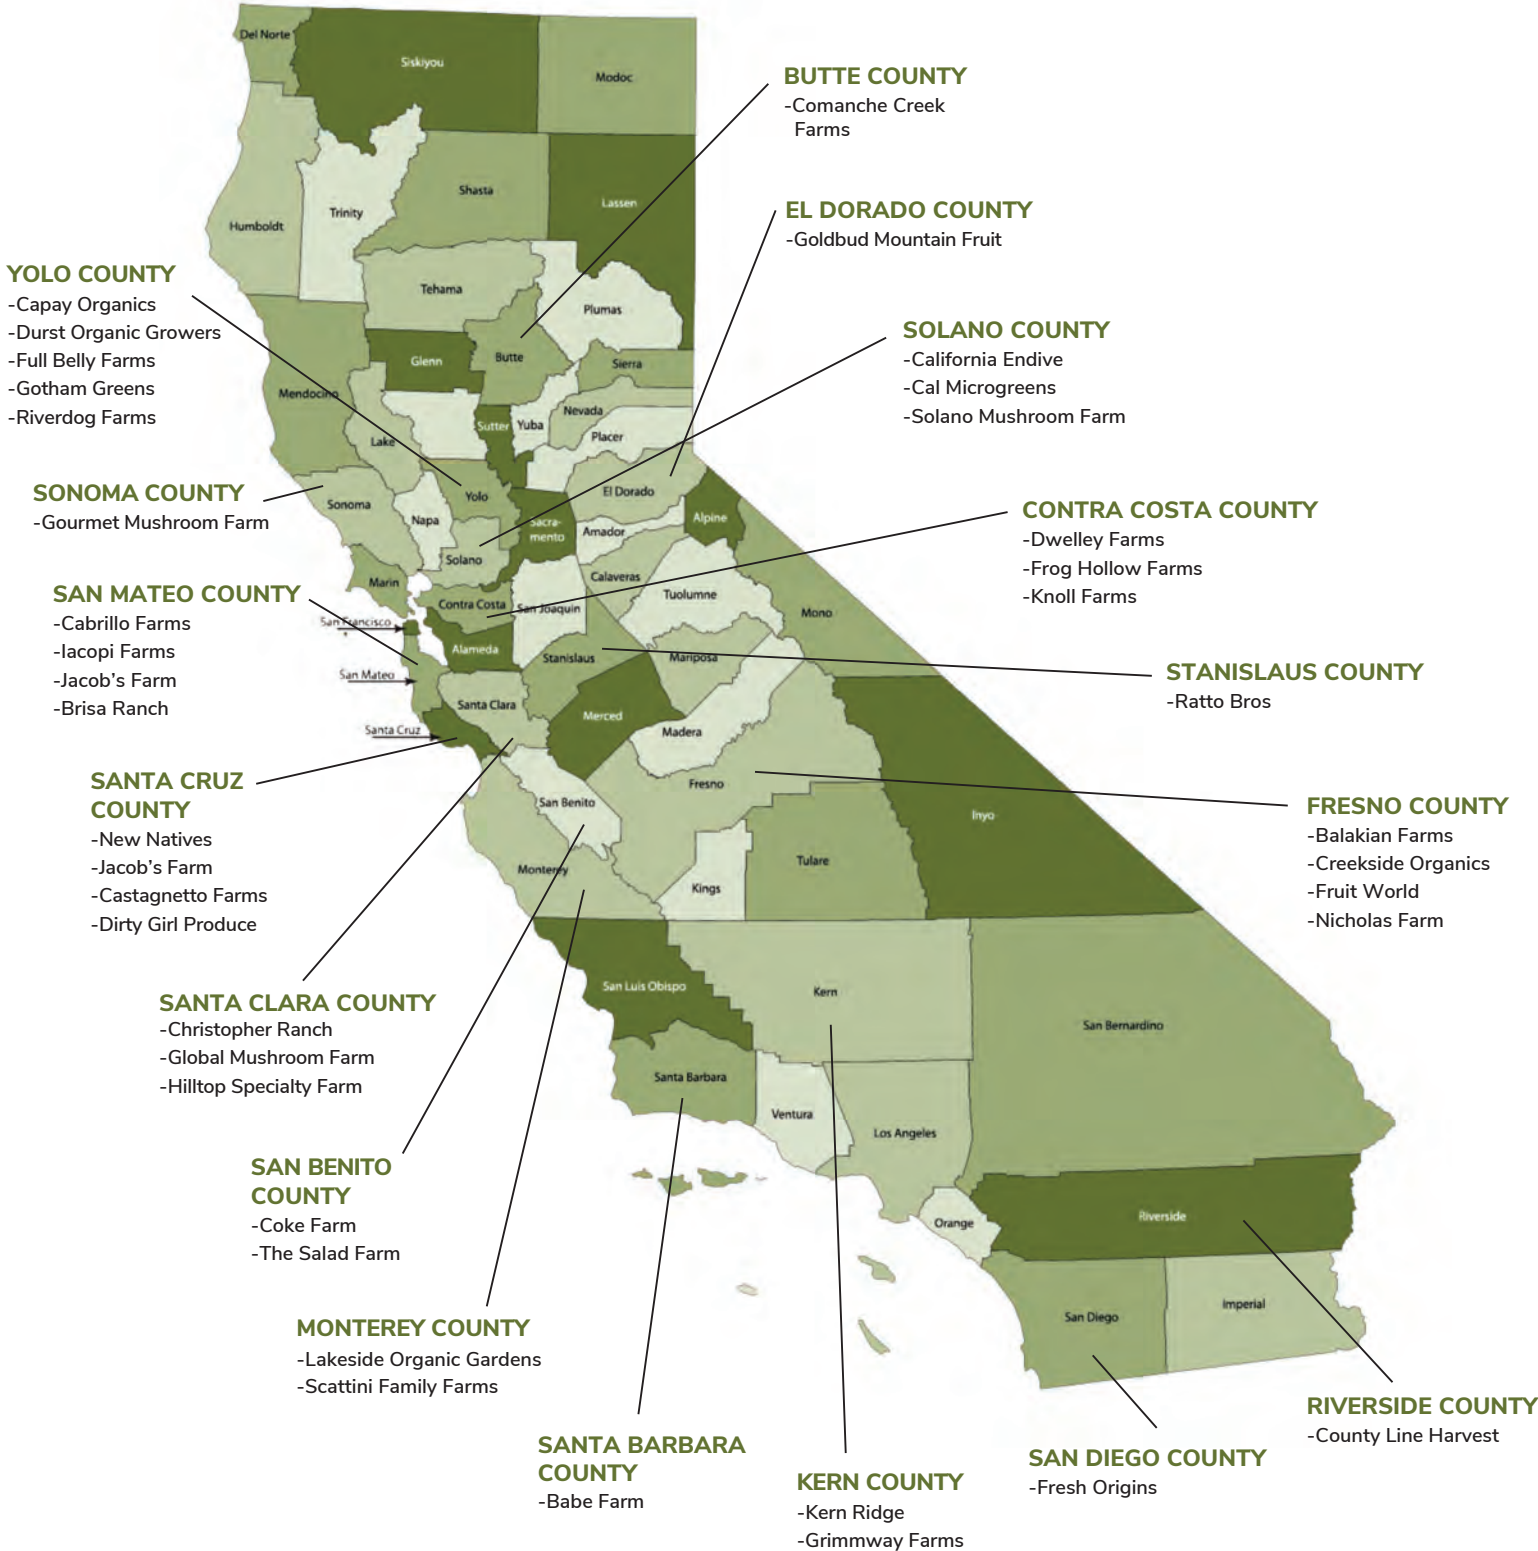 Del Norte
Siskiyou
Modoc
Humboldt
Trinity
Shasta
Lassen
Tehama
Plumas
Glenn
Butte
Sierra
Mendocino
Lake
Sutter
Yuba
Nevada
Placer
Sonoma
Napa
Yolo
Sacra-
mento
El Dorado
Alpine
Amador
Solano
Marin
Calaveras
Contra Costa
San Joaquin
Tuolumne
Mono
San Francisco
Alameda
Stanislaus
Mariposa
San Mateo
Santa Clara
Merced
Madera
Santa Cruz
San Benito
Fresno
Inyo
Monterey
Kings
Tulare
San Luis Obispo
Kern
San Bernardino
Santa Barbara
Ventura
Los Angeles
Orange
Riverside
San Diego
Imperial
BUTTE COUNTY
-Comanche Creek
Farms
EL DORADO COUNTY
-Goldbud Mountain Fruit
SOLANO COUNTY
-California Endive
-Cal Microgreens
-Solano Mushroom Farm
CONTRA COSTA COUNTY
-Dwelley Farms
-Frog Hollow Farms
-Knoll Farms
STANISLAUS COUNTY
-Ratto Bros
FRESNO COUNTY
-Balakian Farms
-Creekside Organics
-Fruit World
-Nicholas Farm
RIVERSIDE COUNTY
-County Line Harvest
SAN DIEGO COUNTY
-Fresh Origins
KERN COUNTY
-Kern Ridge
-Grimmway Farms
SANTA BARBARA
COUNTY
-Babe Farm
MONTEREY COUNTY
-Lakeside Organic Gardens
-Scattini Family Farms
SAN BENITO
COUNTY
-Coke Farm
-The Salad Farm
SANTA CLARA COUNTY
-Christopher Ranch
-Global Mushroom Farm
-Hilltop Specialty Farm
SANTA CRUZ
COUNTY
-New Natives
-Jacob's Farm
-Castagnetto Farms
-Dirty Girl Produce
SAN MATEO COUNTY
-Cabrillo Farms
-Iacopi Farms
-Jacob's Farm
-Brisa Ranch
SONOMA COUNTY
-Gourmet Mushroom Farm
YOLO COUNTY
-Capay Organics
-Durst Organic Growers
-Full Belly Farms
-Gotham Greens
-Riverdog Farms